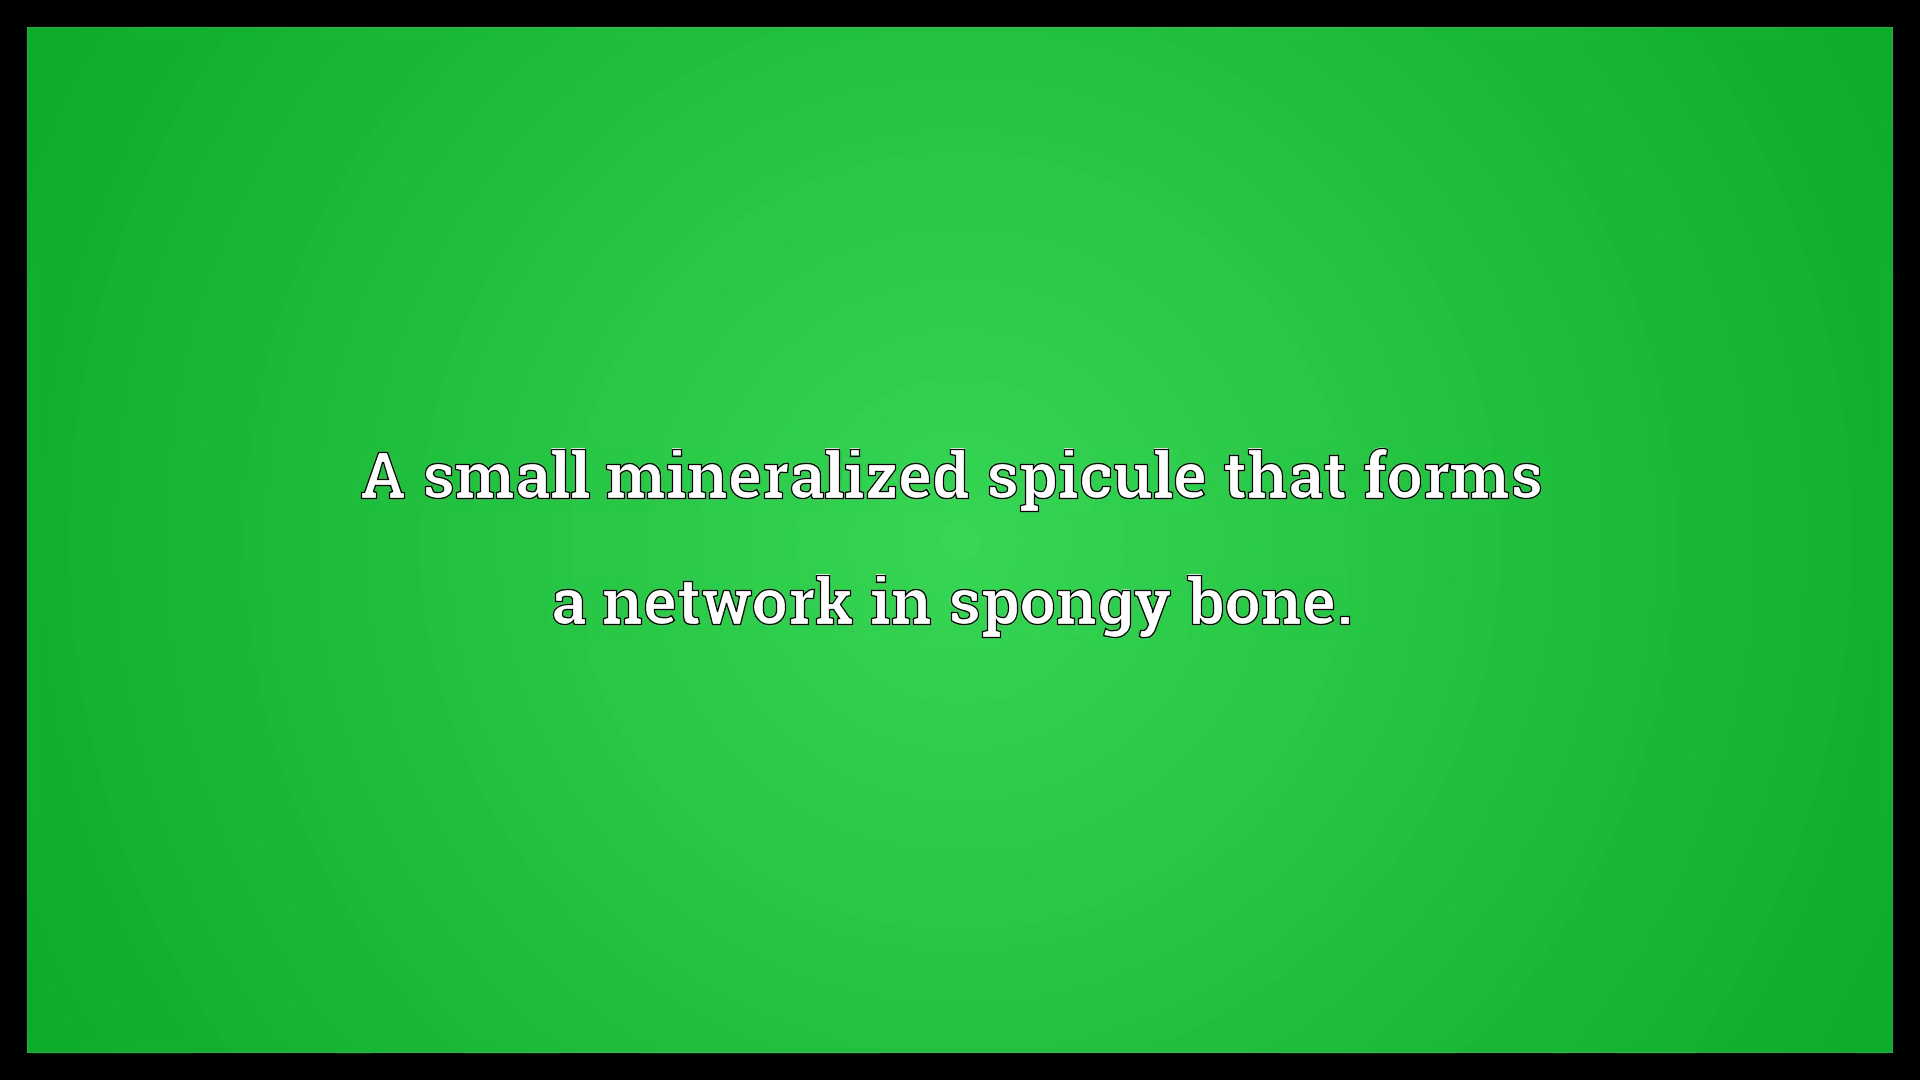 A small mineralized spicule that forms
a network in spongy bone.